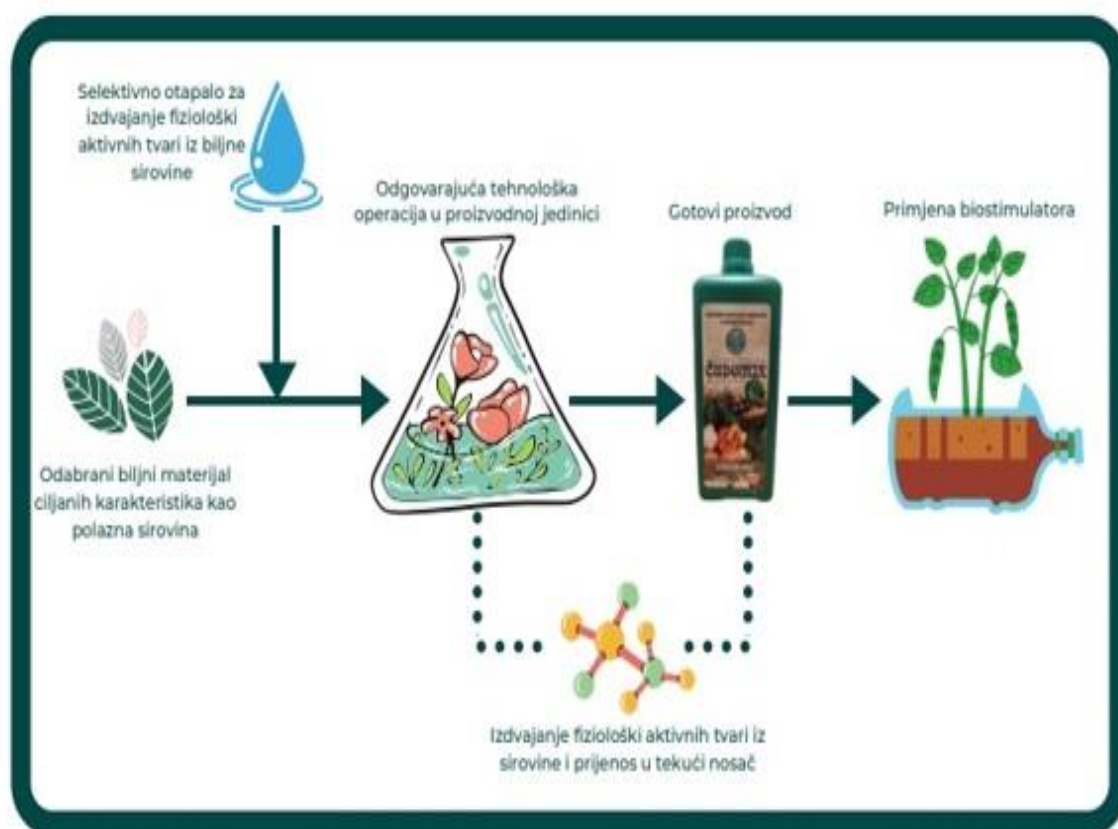 Selektivno otapalo za
izdvajanje fiziološki
aktivnih tvari iz biljne
sirovine
Odgovarajuća tehnološka
operacija u proizvodnoj jedinici
Gotovi proizvod
Primjena biostimulatora
Odabrani biljni materijal
ciljanih karakteristika kao
polazna sirovina
Izdvajanje fiziološki aktivnih tvari iz
sirovine i prijenos u tekući nosač